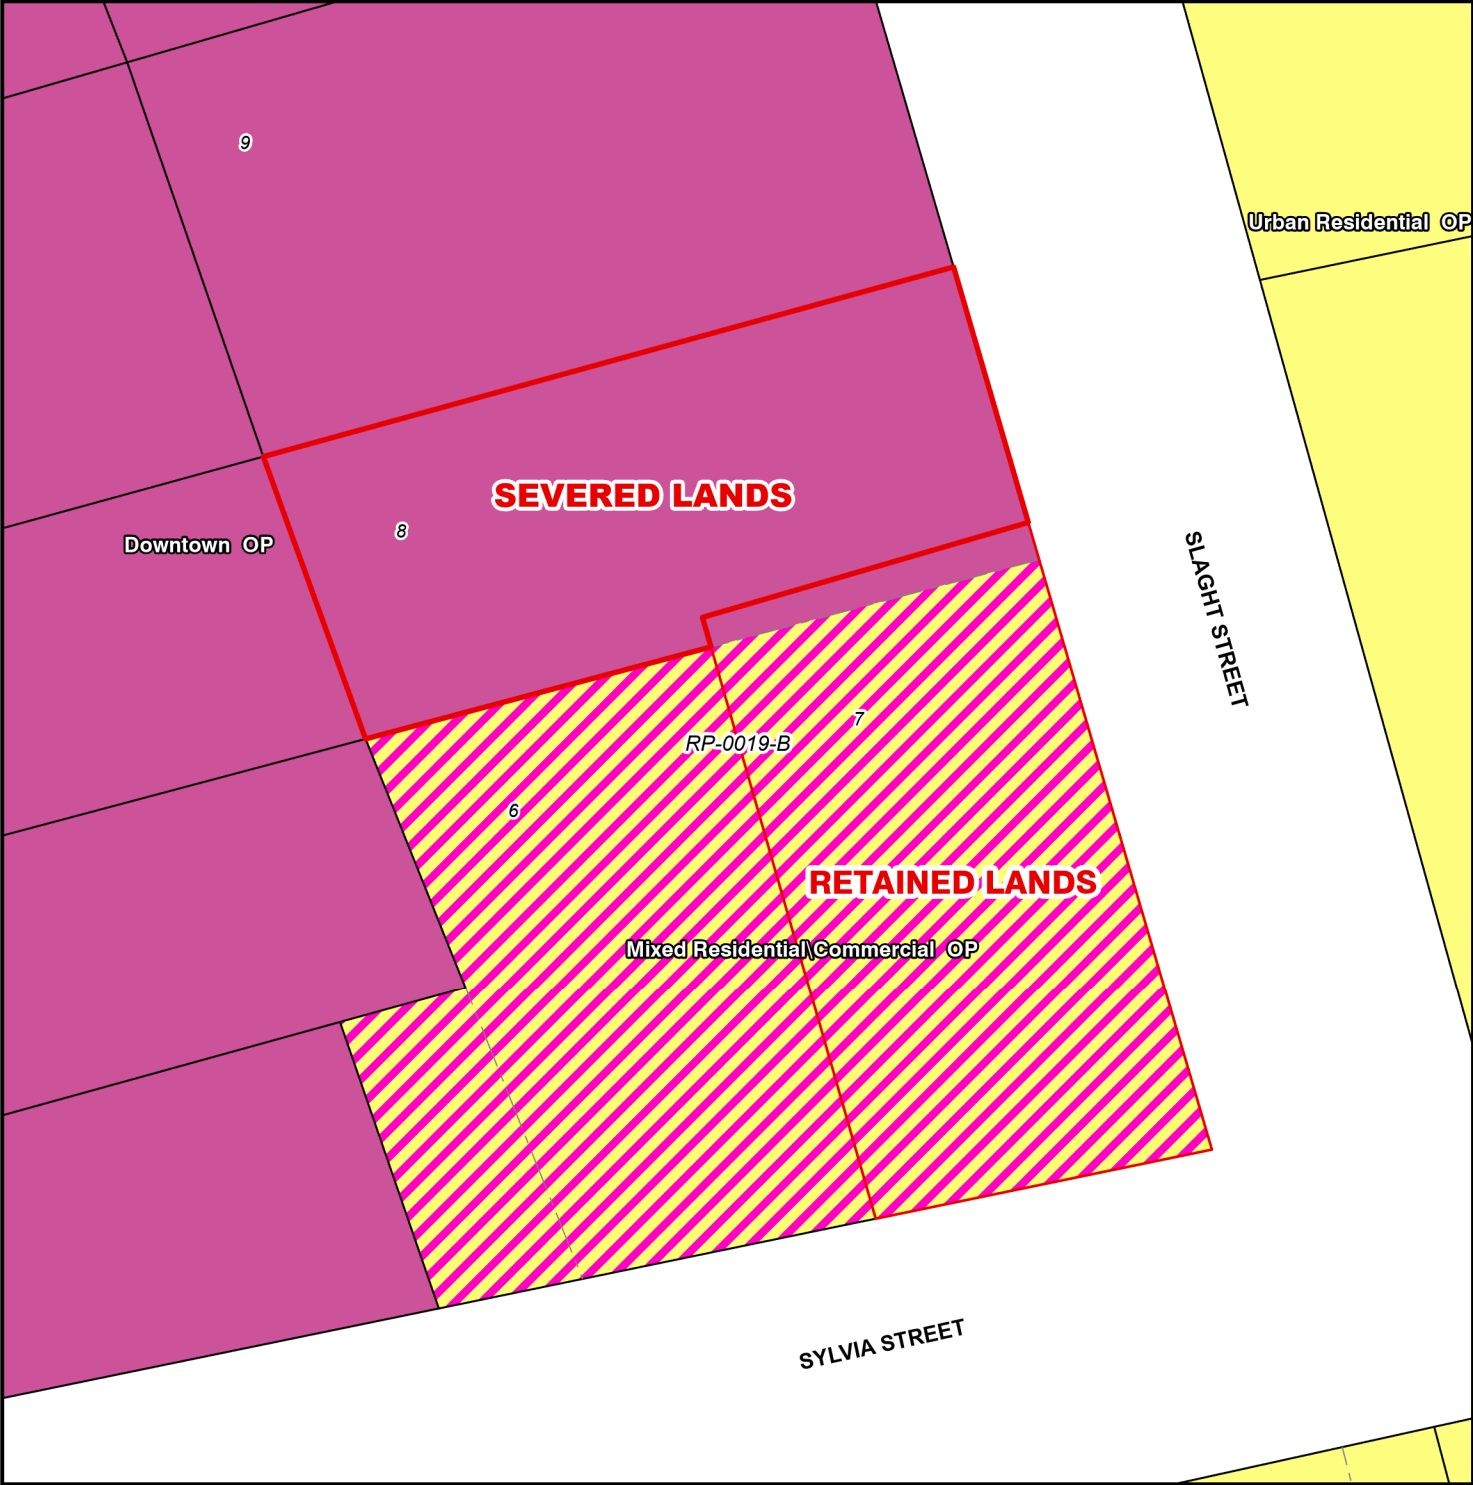 9
Urban Residential  OP
SEVERED LANDS
8
Downtown  OP
SLAGHT STREET
7
RP-0019-B
6
RETAINED LANDS
Mixed Residential\Commercial  OP
SYLVIA STREET